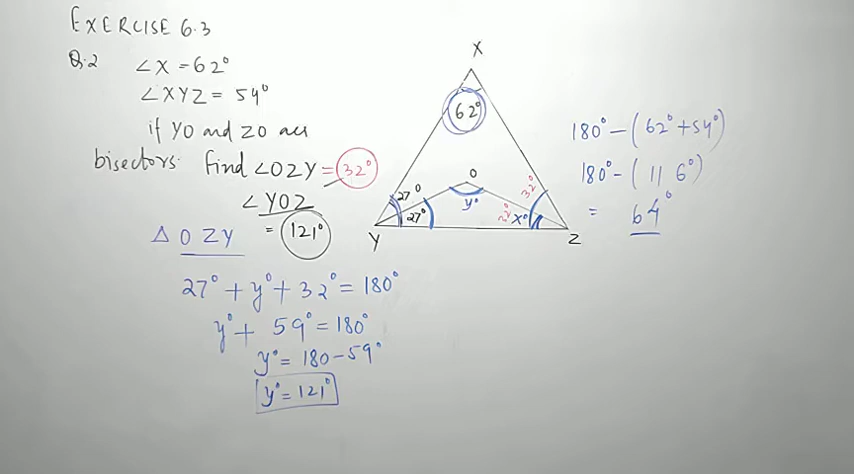 EXERCISE 6.3
Q.2 ∠X = 62°
∠XYZ = 54°
if YO and ZO are
bisectors. find ∠OZY = 32°
∠YOZ
= 121°
△ OZY
27° + y° + 32° = 180°
y° + 59° = 180°
y° = 180 - 59°
y° = 121°
X
62°
O
y°
27°
27°
32°
32°
x°
Y
Z
180° - (62° + 54°)
180° - (116°)
= 64°